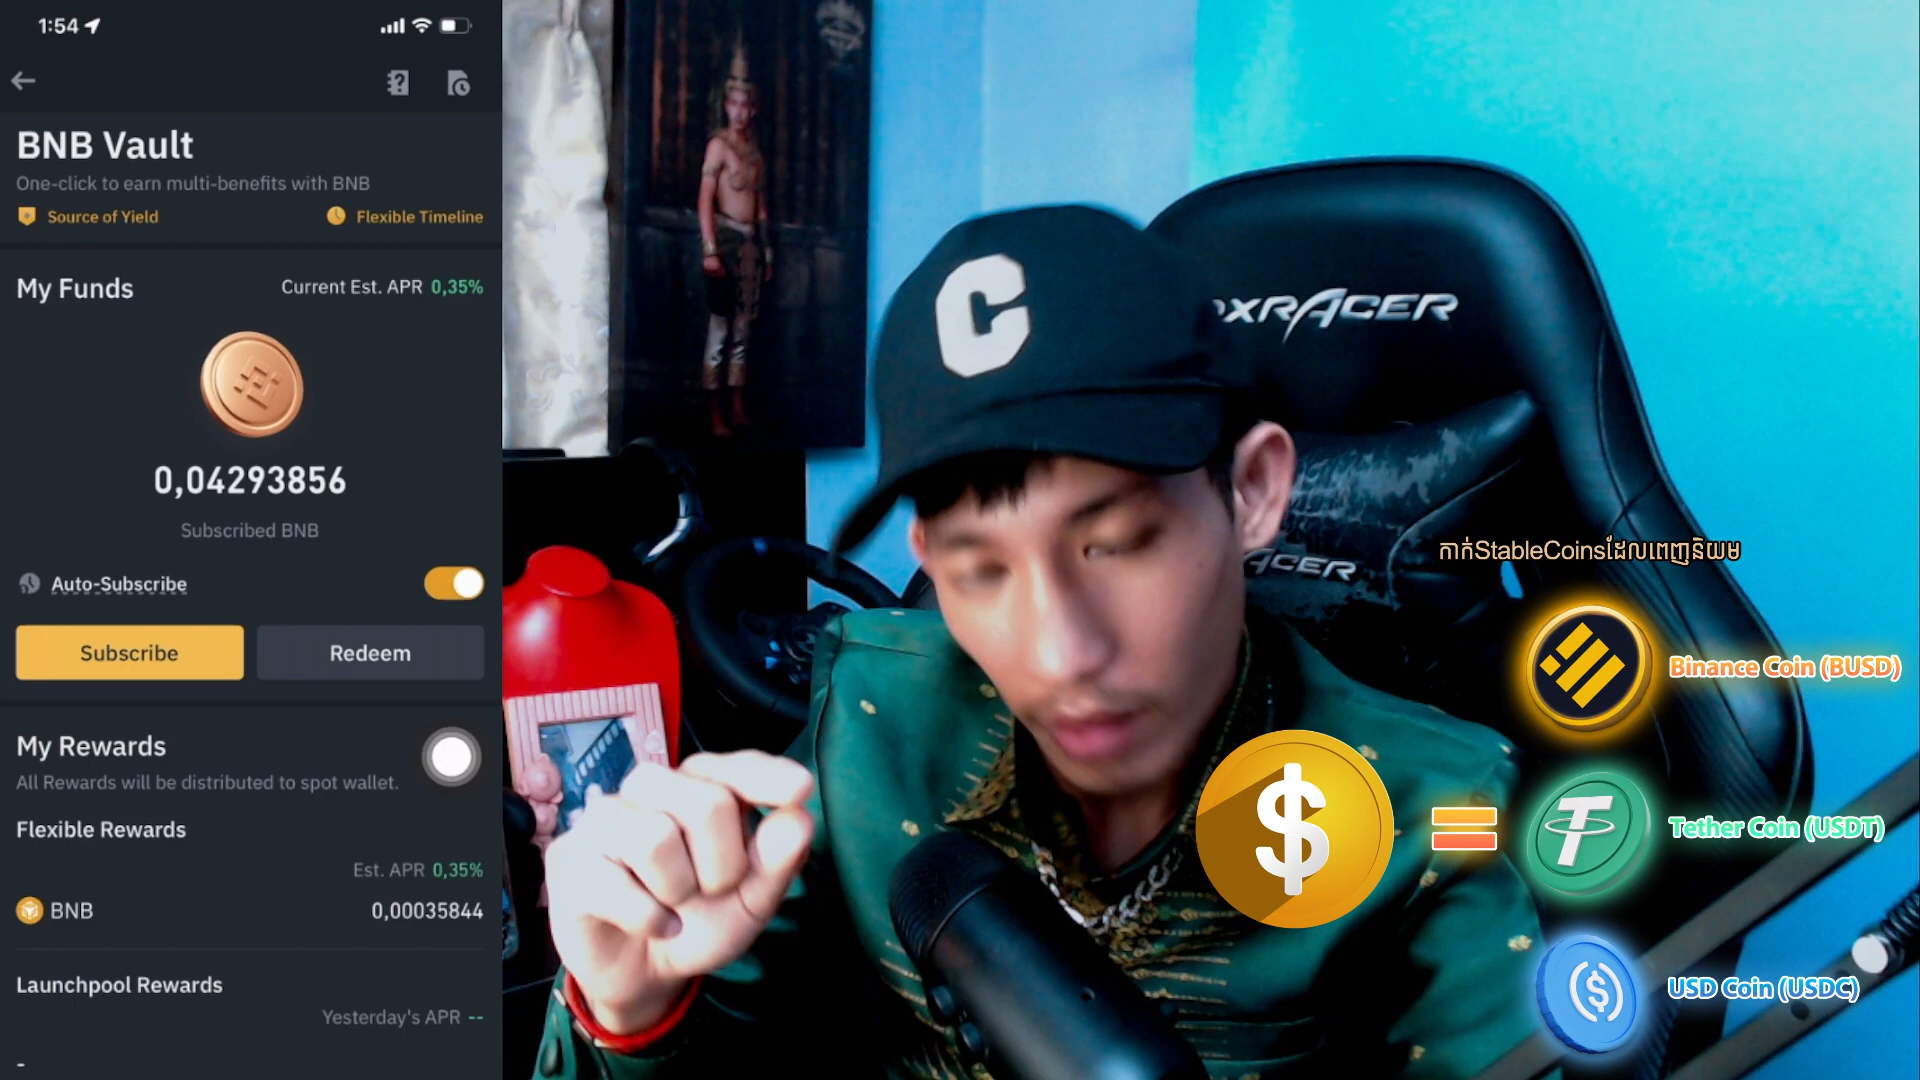 1:54
BNB Vault
One-click to earn multi-benefits with BNB
Source of Yield
Flexible Timeline
My Funds
Current Est. APR 0,35%
0,04293856
Subscribed BNB
Auto-Subscribe
Subscribe
Redeem
My Rewards
All Rewards will be distributed to spot wallet.
Flexible Rewards
Est. APR 0,35%
BNB
0,00035844
Launchpool Rewards
Yesterday's APR --
-
C
DXRACER
ACER
កាក់StableCoinsដែលពេញនិយម
Binance Coin (BUSD)
$
Tether Coin (USDT)
USD Coin (USDC)